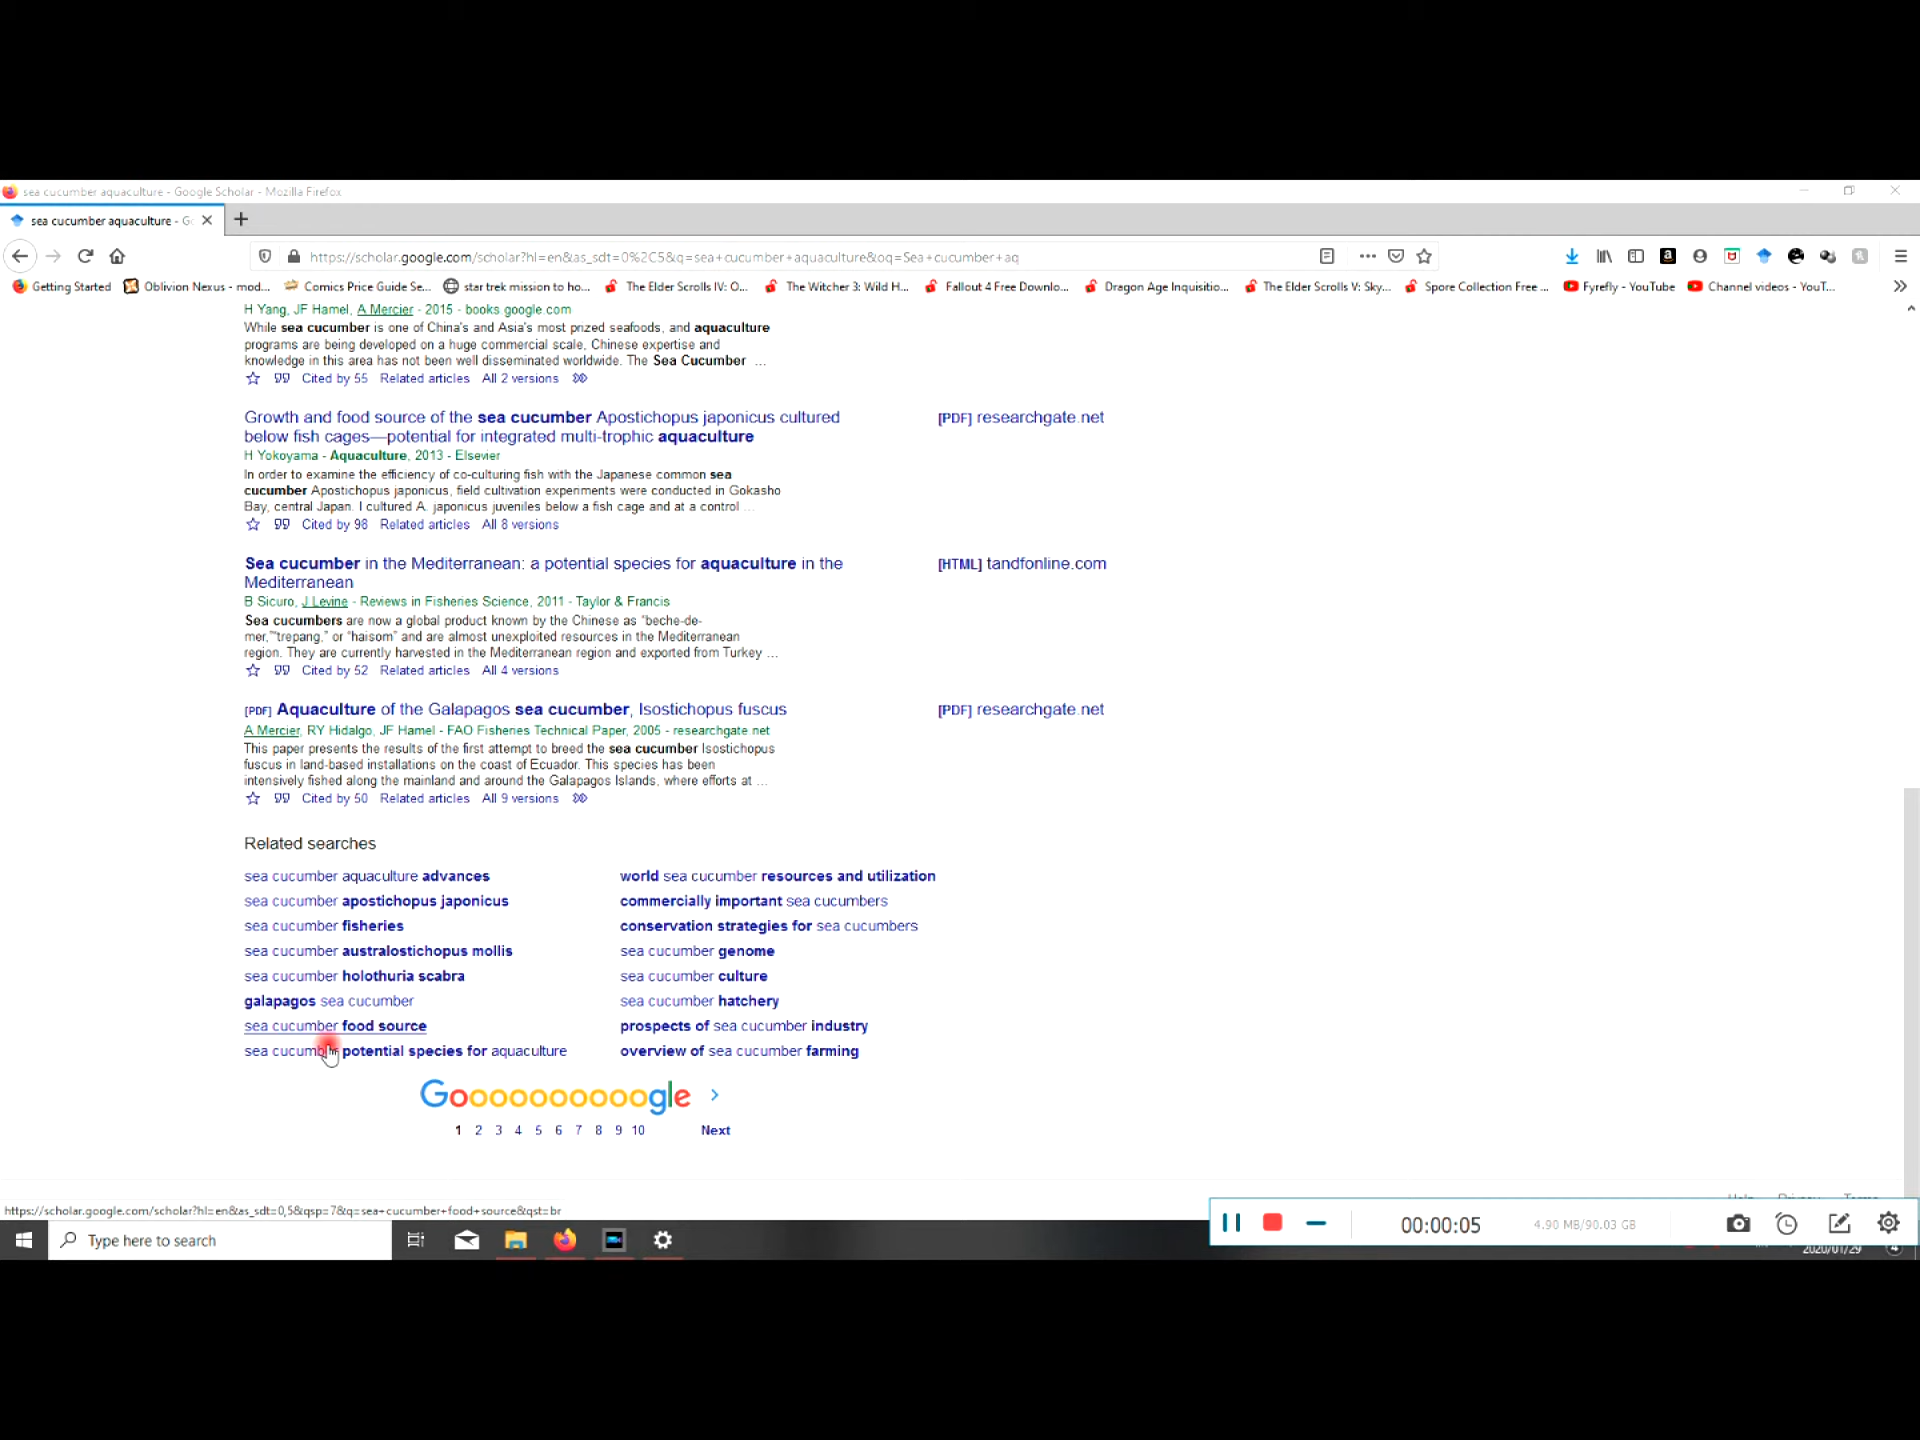 sea cucumber aquaculture - Google Scholar - Mozilla Firefox
sea cucumber aquaculture - Go
https://scholar.google.com/scholar?hl=en&as_sdt=0%2C5&q=sea+cucumber+aquaculture&oq=Sea+cucumber+aq
Getting Started Oblivion Nexus - mod... Comics Price Guide Se... star trek mission to ho... The Elder Scrolls IV: O... The Witcher 3: Wild H... Fallout 4 Free Downlo... Dragon Age Inquisitio... The Elder Scrolls V: Sky... Spore Collection Free ... Fyrefly - YouTube Channel videos - YouT...
H Yang, JF Hamel, A Mercier - 2015 - books.google.com
While sea cucumber is one of China's and Asia's most prized seafoods, and aquaculture
programs are being developed on a huge commercial scale, Chinese expertise and
knowledge in this area has not been well disseminated worldwide. The Sea Cucumber ...
Cited by 55 Related articles All 2 versions
Growth and food source of the sea cucumber Apostichopus japonicus cultured
below fish cages—potential for integrated multi-trophic aquaculture
[PDF] researchgate.net
H Yokoyama - Aquaculture, 2013 - Elsevier
In order to examine the efficiency of co-culturing fish with the Japanese common sea
cucumber Apostichopus japonicus, field cultivation experiments were conducted in Gokasho
Bay, central Japan. I cultured A. japonicus juveniles below a fish cage and at a control ...
Cited by 98 Related articles All 8 versions
Sea cucumber in the Mediterranean: a potential species for aquaculture in the
Mediterranean
[HTML] tandfonline.com
B Sicuro, J Levine - Reviews in Fisheries Science, 2011 - Taylor & Francis
Sea cucumbers are now a global product known by the Chinese as “beche-de-
mer,”“trepang,” or “haisom” and are almost unexploited resources in the Mediterranean
region. They are currently harvested in the Mediterranean region and exported from Turkey ...
Cited by 52 Related articles All 4 versions
[PDF] Aquaculture of the Galapagos sea cucumber, Isostichopus fuscus
[PDF] researchgate.net
A Mercier, RY Hidalgo, JF Hamel - FAO Fisheries Technical Paper, 2005 - researchgate.net
This paper presents the results of the first attempt to breed the sea cucumber Isostichopus
fuscus in land-based installations on the coast of Ecuador. This species has been
intensively fished along the mainland and around the Galapagos Islands, where efforts at ...
Cited by 50 Related articles All 9 versions
Related searches
sea cucumber aquaculture advances
sea cucumber apostichopus japonicus
sea cucumber fisheries
sea cucumber australostichopus mollis
sea cucumber holothuria scabra
galapagos sea cucumber
sea cucumber food source
sea cucumber potential species for aquaculture
world sea cucumber resources and utilization
commercially important sea cucumbers
conservation strategies for sea cucumbers
sea cucumber genome
sea cucumber culture
sea cucumber hatchery
prospects of sea cucumber industry
overview of sea cucumber farming
Goooooooooogle
1 2 3 4 5 6 7 8 9 10 Next
https://scholar.google.com/scholar?hl=en&as_sdt=0,5&qsp=7&q=sea+cucumber+food+source&qst=br
00:00:05 4.90 MB/90.03 GB
Type here to search
2020/01/29